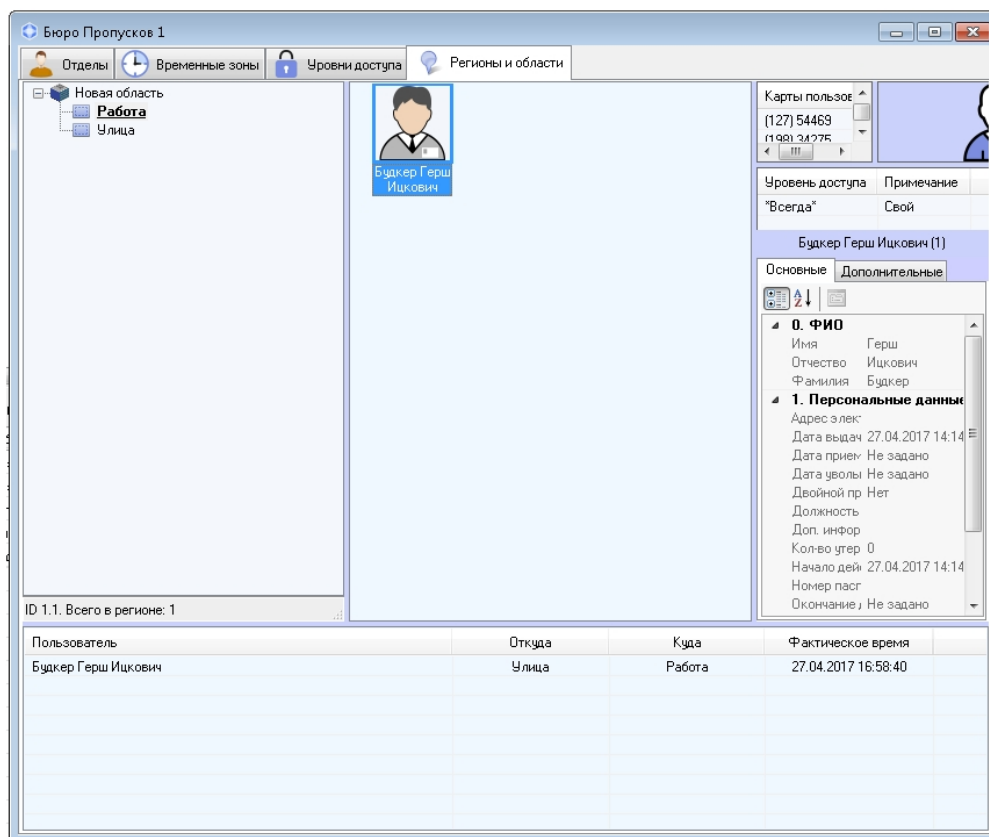 Бюро Пропусков 1
Отделы Временные зоны Уровни доступа Регионы и области
Новая область
Работа
Улица
Будкер Герш
Ицкович
ID 1.1. Всего в регионе: 1
Карты пользов
(127) 54469
(198) 34275
Уровень доступа Примечание
*Всегда* Свой
Будкер Герш Ицкович (1)
Основные Дополнительные
0. ФИО
Имя Герш
Отчество Ицкович
Фамилия Будкер
1. Персональные данные
Адрес элек
Дата выдач 27.04.2017 14:14
Дата прием Не задано
Дата уволы Не задано
Двойной пр Нет
Должность
Доп. инфор
Кол-во утер 0
Начало дей 27.04.2017 14:14
Номер пасп
Окончание Не задано
Пользователь Откуда Куда Фактическое время
Будкер Герш Ицкович Улица Работа 27.04.2017 16:58:40